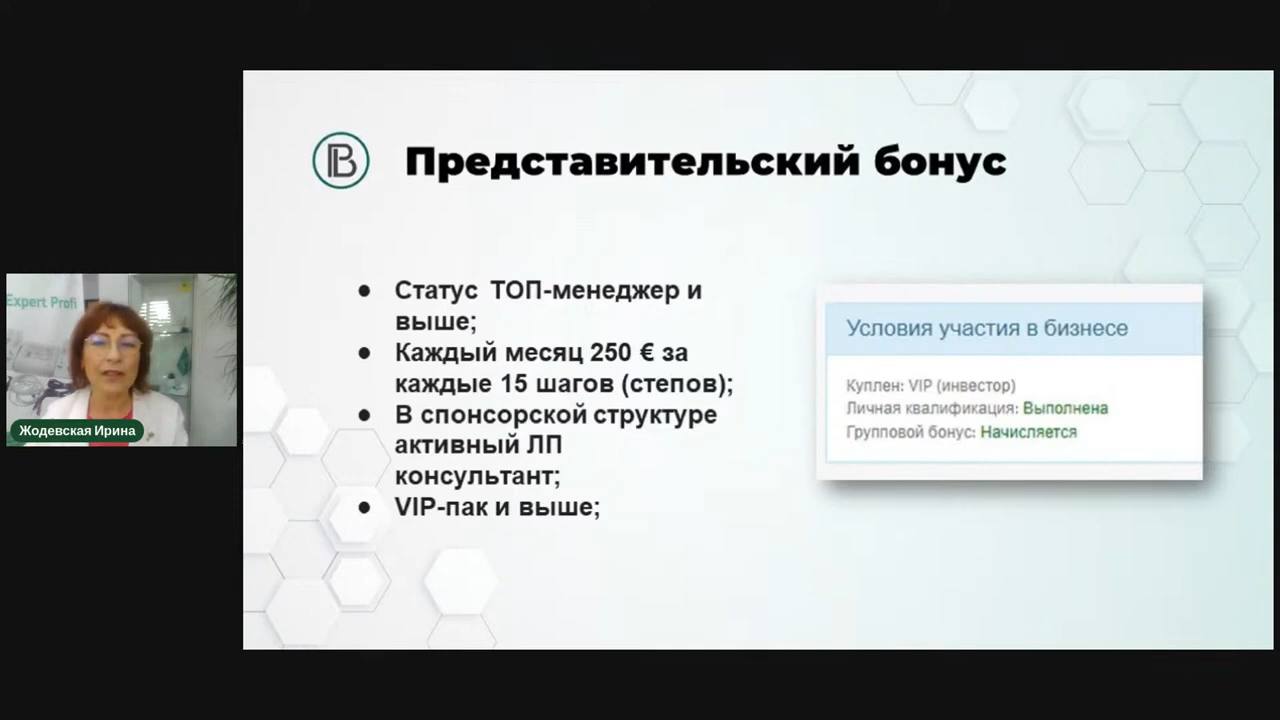 Представительский бонус
Статус ТОП-менеджер и
выше;
Каждый месяц 250 € за
каждые 15 шагов (степов);
В спонсорской структуре
активный ЛП
консультант;
VIP-пак и выше;
Условия участия в бизнесе
Куплен: VIP (инвестор)
Личная квалификация: Выполнена
Групповой бонус: Начисляется
Expert Profi
Жодевская Ирина